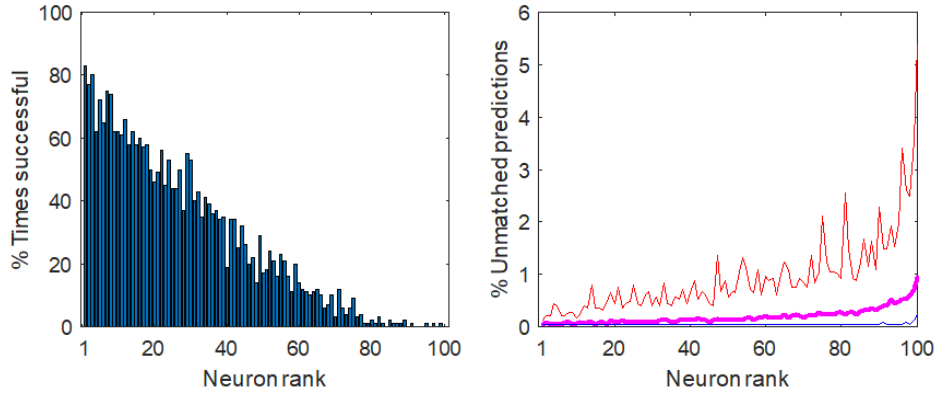 100
80
60
40
20
0
% Times successful
1 20 40 60 80 100
Neuron rank
6
5
4
3
2
1
0
% Unmatched predictions
1 20 40 60 80 100
Neuron rank